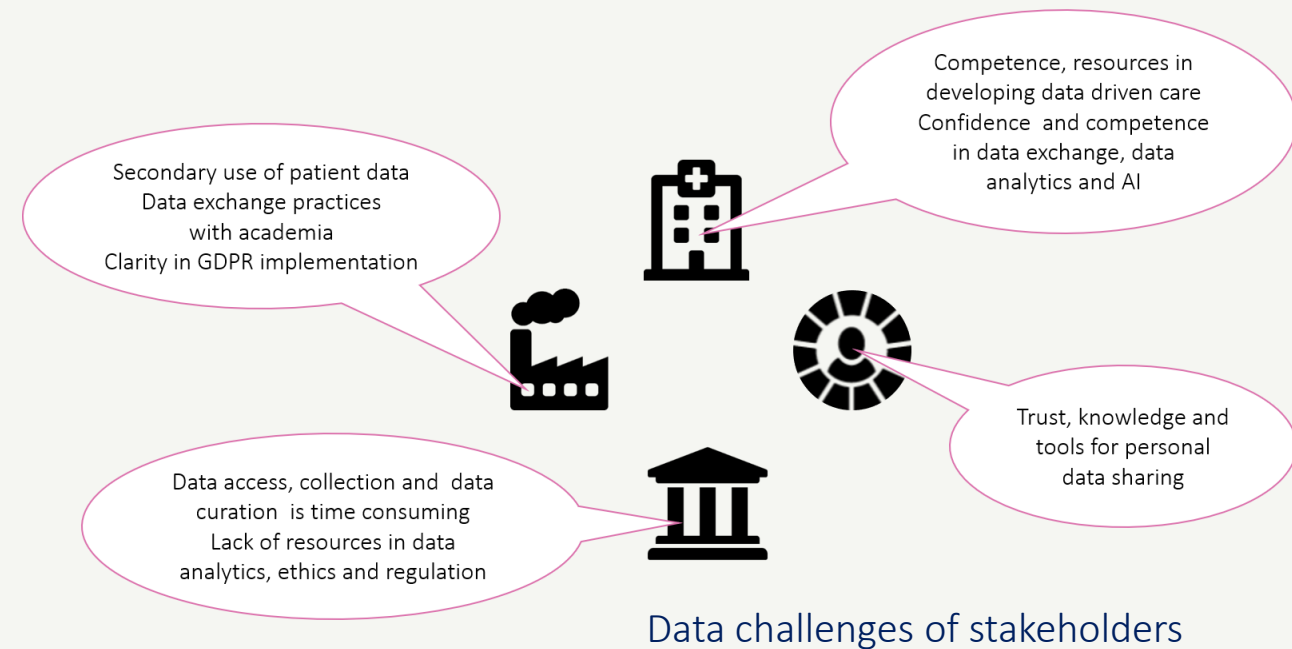 Competence, resources in
developing data driven care
Confidence  and competence
in data exchange, data
analytics and AI
Secondary use of patient data
Data exchange practices
with academia
Clarity in GDPR implementation
Trust, knowledge and
tools for personal
data sharing
Data access, collection and  data
curation  is time consuming
Lack of resources in data
analytics, ethics and regulation
Data challenges of stakeholders